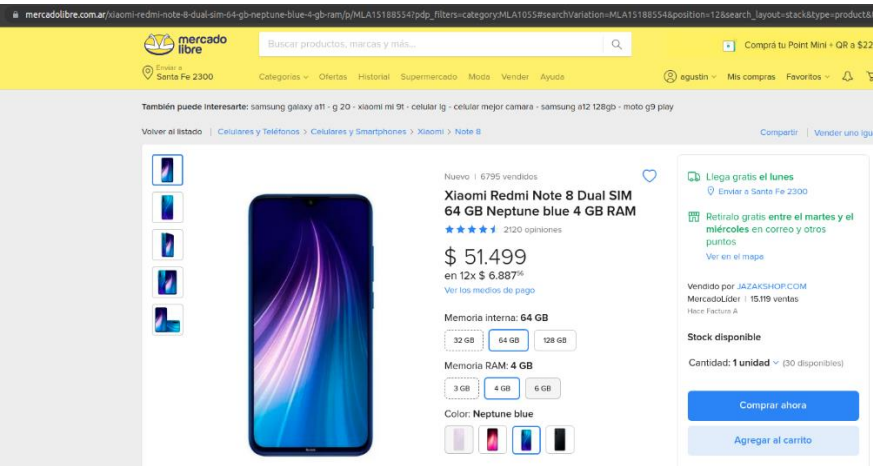 mercadolibre.com.ar/xiaomi-redmi-note-8-dual-sim-64-gb-neptune-blue-4-gb-ram/p/MLA15188554?pdp_filters=category:MLA1055#searchVariation=MLA15188554&position=12&search_layout=stack&type=product&
mercado
libre
Buscar productos, marcas y más...
Comprá tu Point Mini + QR a $22
Enviar a
Santa Fe 2300
Categorías Ofertas Historial Supermercado Moda Vender Ayuda
agustin Mis compras Favoritos
También puede interesarte: samsung galaxy a11 - g 20 - xiaomi mi 9t - celular lg - celular mejor camara - samsung a12 128gb - moto g9 play
Volver al listado | Celulares y Teléfonos > Celulares y Smartphones > Xiaomi > Note 8
Compartir | Vender uno igu
Nuevo | 6795 vendidos
Xiaomi Redmi Note 8 Dual SIM
64 GB Neptune blue 4 GB RAM
2120 opiniones
$ 51.499
en 12x $ 6.887
Ver los medios de pago
Memoria interna: 64 GB
32 GB 64 GB 128 GB
Memoria RAM: 4 GB
3 GB 4 GB 6 GB
Color: Neptune blue
Llega gratis el lunes
Enviar a Santa Fe 2300
Retiralo gratis entre el martes y el
miércoles en correo y otros
puntos
Ver en el mapa
Vendido por JAZAKSHOP.COM
MercadoLíder | 15.119 ventas
Hace Factura A
Stock disponible
Cantidad: 1 unidad (30 disponibles)
Comprar ahora
Agregar al carrito